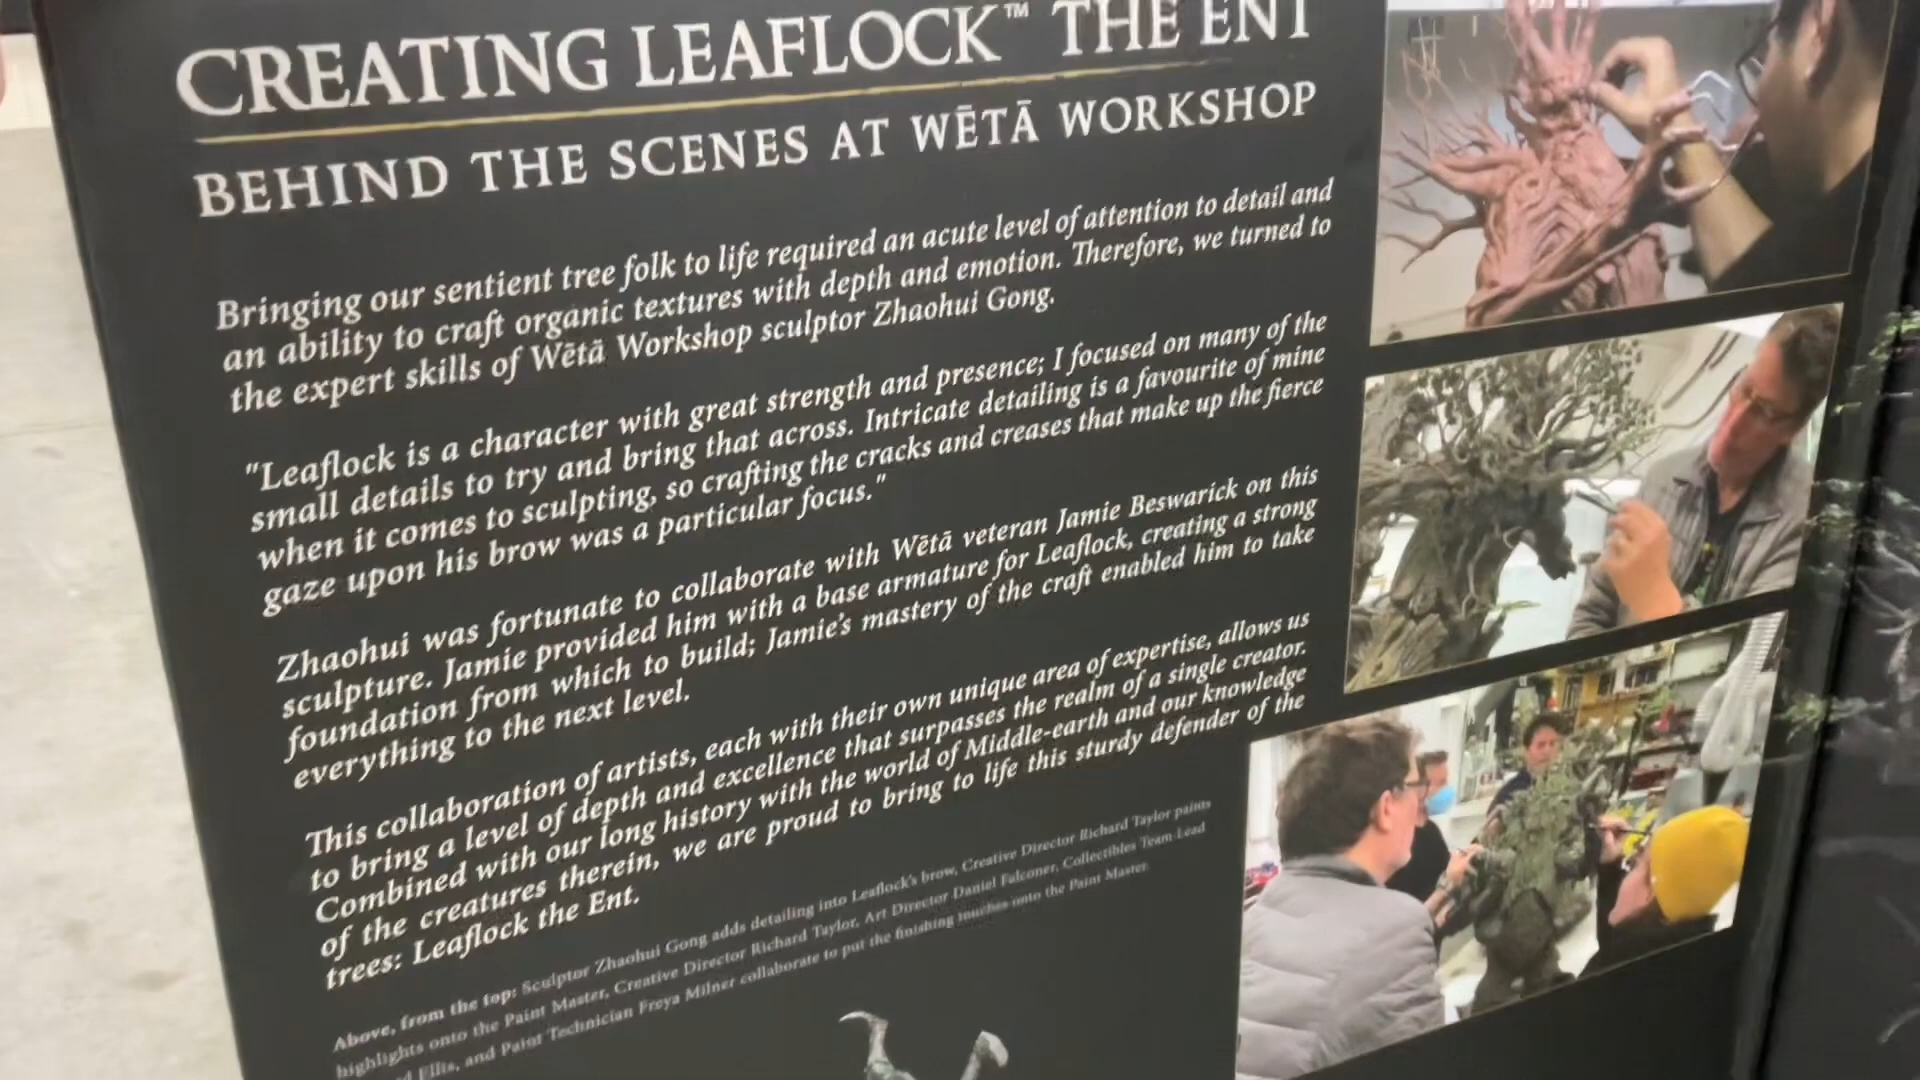 CREATING LEAFLOCK™ THE ENT
BEHIND THE SCENES AT WĒTĀ WORKSHOP
Bringing our sentient tree folk to life required an acute level of attention to detail and
an ability to craft organic textures with depth and emotion. Therefore, we turned to
the expert skills of Wētā Workshop sculptor Zhaohui Gong.
"Leaflock is a character with great strength and presence; I focused on many of the
small details to try and bring that across. Intricate detailing is a favourite of mine
when it comes to sculpting, so crafting the cracks and creases that make up the fierce
gaze upon his brow was a particular focus."
Zhaohui was fortunate to collaborate with Wētā veteran Jamie Beswarick on this
sculpture. Jamie provided him with a base armature for Leaflock, creating a strong
foundation from which to build; Jamie's mastery of the craft enabled him to take
everything to the next level.
This collaboration of artists, each with their own unique area of expertise, allows us
to bring a level of depth and excellence that surpasses the realm of a single creator.
Combined with our long history with the world of Middle-earth and our knowledge
of the creatures therein, we are proud to bring to life this sturdy defender of the
trees: Leaflock the Ent.
Above, from the top: Sculptor Zhaohui Gong adds detailing into Leaflock's brow, Creative Director Richard Taylor paints
highlights onto the Paint Master, Creative Director Richard Taylor, Art Director Daniel Falconer, Collectibles Team Lead
Ellis, and Paint Technician Freya Milner collaborate to put the finishing touches onto the Paint Master.